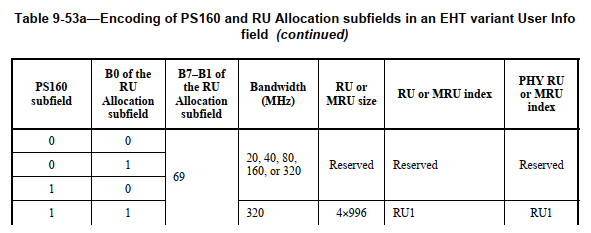 Table 9-53a—Encoding of PS160 and RU Allocation subfields in an EHT variant User Info
field (continued)
PS160 subfield | B0 of the RU Allocation subfield | B7–B1 of the RU Allocation subfield | Bandwidth (MHz) | RU or MRU size | RU or MRU index | PHY RU or MRU index
0 | 0 | 69 | 20, 40, 80, 160, or 320 | Reserved | Reserved | Reserved
0 | 1
1 | 0
1 | 1 | 320 | 4×996 | RU1 | RU1